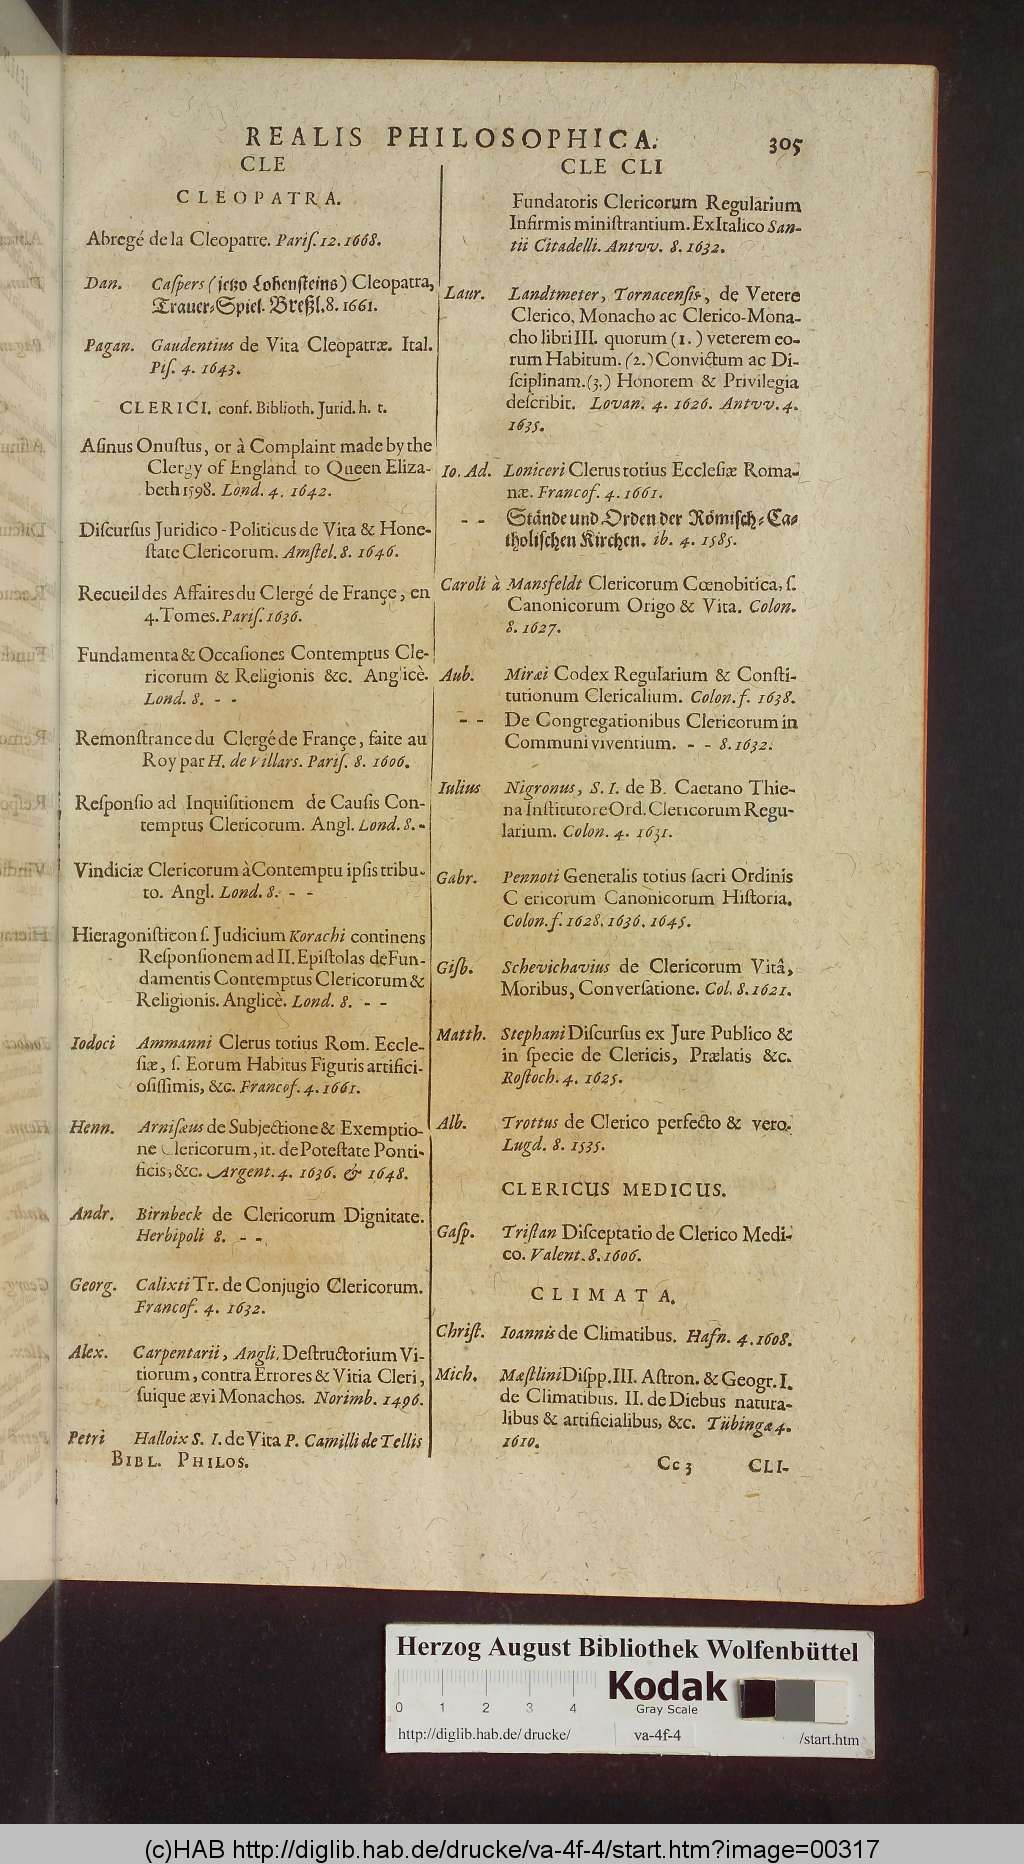 REALIS PHILOSOPHICA. 305
CLE
CLEOPATRA.
Abregé de la Cleopatre. Pariſ. 12. 1668.
Dan. Caſpers (jetzo Lohenſteins) Cleopatra,
Trauer-Spiel. Breßl. 8. 1661.
Pagan. Gaudentius de Vita Cleopatræ. Ital.
Piſ. 4. 1643.
CLERICI. conf. Biblioth. Jurid. h. t.
Aſinus Onuſtus, or à Complaint made by the
Clergy of England to Queen Eliza-
beth 1598. Lond. 4. 1642.
Diſcurſus Juridico-Politicus de Vita & Hone-
ſtate Clericorum. Amſtel. 8. 1646.
Recueil des Affaires du Clergé de Françe, en
4. Tomes. Pariſ. 1636.
Fundamenta & Occaſiones Contemptus Cle-
ricorum & Religionis &c. Anglicè.
Lond. 8. - -
Remonſtrance du Clergé de Françe, faite au
Roy par H. de Villars. Pariſ. 8. 1606.
Reſponſio ad Inquiſitionem de Cauſis Con-
temptus Clericorum. Angl. Lond. 8. -
Vindiciæ Clericorum à Contemptu ipſis tribu-
to. Angl. Lond. 8. - -
Hieragoniſticon ſ. Judicium Korachi continens
Reſponſionem ad II. Epiſtolas de Fun-
damentis Contemptus Clericorum &
Religionis. Anglicè. Lond. 8. - -
Iodoci Ammanni Clerus totius Rom. Eccle-
ſiæ, ſ. Eorum Habitus Figuris artifici-
oſiſſimis, &c. Francof. 4. 1661.
Henn. Arniſæus de Subjectione & Exemptio-
ne Clericorum, it. de Poteſtate Ponti-
ficis, &c. Argent. 4. 1636. & 1648.
Andr. Birnbeck de Clericorum Dignitate.
Herbipoli 8. - -
Georg. Calixti Tr. de Conjugio Clericorum.
Francof. 4. 1632.
Alex. Carpentarii, Angli, Deſtructorium Vi-
tiorum, contra Errores & Vitia Cleri,
ſuique ævi Monachos. Norimb. 1496.
Petri Halloix S. I. de Vita P. Camilli de Tellis
BIBL. PHILOS.
CLE CLI
Fundatoris Clericorum Regularium
Infirmis miniſtrantium. Ex Italico San-
tii Citadelli. Antvv. 8. 1632.
Laur. Landtmeter, Tornacenſis, de Vetere
Clerico, Monacho ac Clerico-Mona-
cho libri III. quorum (1.) veterem eo-
rum Habitum. (2.) Convictum ac Di-
ſciplinam. (3.) Honorem & Privilegia
deſcribit. Lovan. 4. 1626. Antvv. 4.
1635.
Io. Ad. Loniceri Clerus totius Eccleſiæ Roma-
næ. Francof. 4. 1661.
- - Stände und Orden der Römiſch-Ca-
tholiſchen Kirchen. ib. 4. 1585.
Caroli à Mansfeldt Clericorum Cœnobitica, ſ.
Canonicorum Origo & Vita. Colon.
8. 1627.
Aub. Miræi Codex Regularium & Conſti-
tutionum Clericalium. Colon. f. 1638.
- - De Congregationibus Clericorum in
Communi viventium. - - 8. 1632.
Iulius Nigronus, S. I. de B. Caetano Thie-
na Inſtitutore Ord. Clericorum Regu-
larium. Colon. 4. 1631.
Gabr. Pennoti Generalis totius ſacri Ordinis
C ericorum Canonicorum Hiſtoria.
Colon. f. 1628. 1636. 1645.
Giſb. Schevichavius de Clericorum Vitâ,
Moribus, Converſatione. Col. 8. 1621.
Matth. Stephani Diſcurſus ex Jure Publico &
in ſpecie de Clericis, Prælatis &c.
Roſtoch. 4. 1625.
Alb. Trottus de Clerico perfecto & vero.
Lugd. 8. 1535.
CLERICUS MEDICUS.
Gaſp. Triſtan Diſceptatio de Clerico Medi-
co. Valent. 8. 1606.
CLIMATA.
Chriſt. Ioannis de Climatibus. Hafn. 4. 1608.
Mich. Mæſtlini Diſpp. III. Aſtron. & Geogr. I.
de Climatibus. II. de Diebus natura-
libus & artificialibus, &c. Tübingæ 4.
1610.
Cc 3 CLI-
Herzog August Bibliothek Wolfenbüttel
0 1 2 3 4
Kodak
Gray Scale
http://diglib.hab.de/drucke/ va-4f-4 /start.htm
(c)HAB http://diglib.hab.de/drucke/va-4f-4/start.htm?image=00317